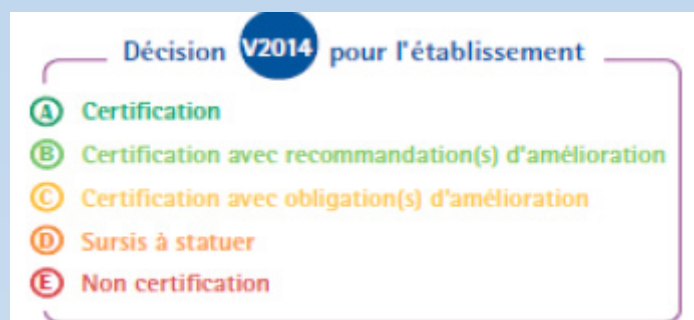 Décision V2014 pour l'établissement
A Certification
B Certification avec recommandation(s) d'amélioration
C Certification avec obligation(s) d'amélioration
D Sursis à statuer
E Non certification